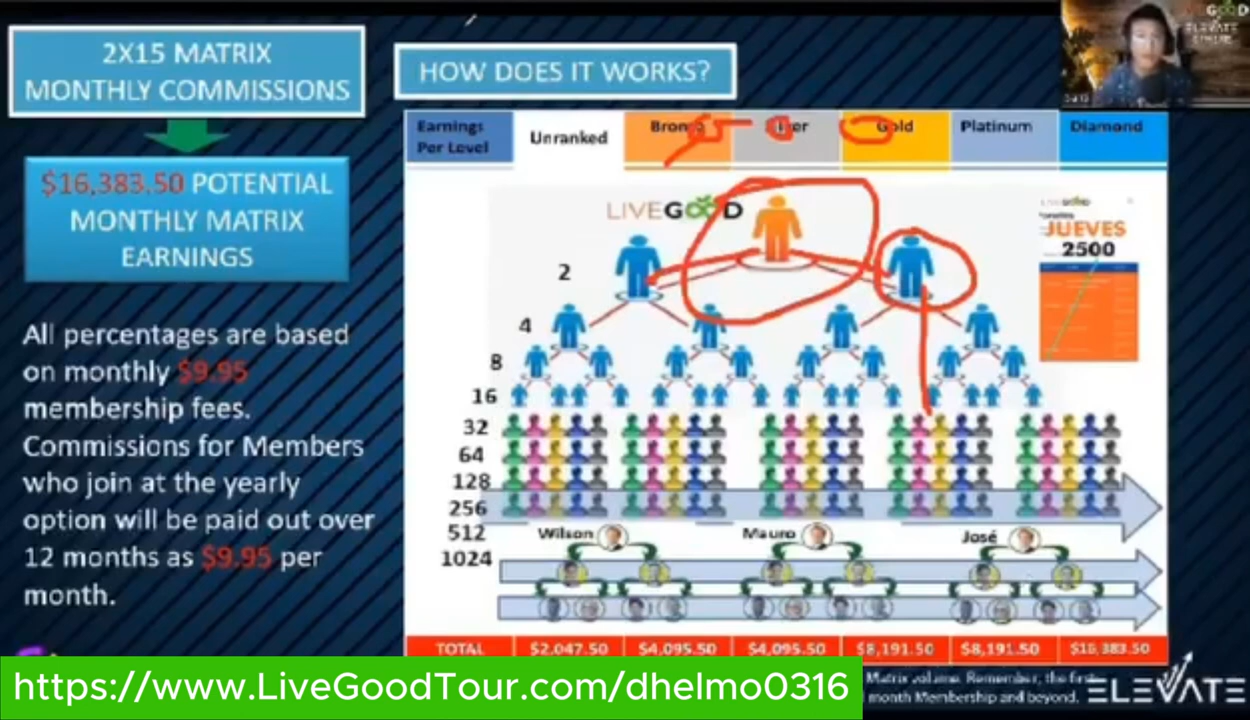 2X15 MATRIX
MONTHLY COMMISSIONS
$16,383.50 POTENTIAL
MONTHLY MATRIX
EARNINGS
All percentages are based
on monthly $9.95
membership fees.
Commissions for Members
who join at the yearly
option will be paid out over
12 months as $9.95 per
month.
HOW DOES IT WORKS?
LIVEGOOD
ELEVATE
Earnings
Per Level
Unranked
Bronze
Gold
Platinum
Diamond
LIVEGOOD
JUEVES
2500
2
4
8
16
32
64
128
256
512
1024
Wilson
Mauro
José
TOTAL $2,047.50 $4,095.50 $4,095.50 $8,191.50 $8,191.50 $16,383.50
https://www.LiveGoodTour.com/dhelmo0316
Matrix volume. Remember, the first
month Membership and beyond.
ELEVATE